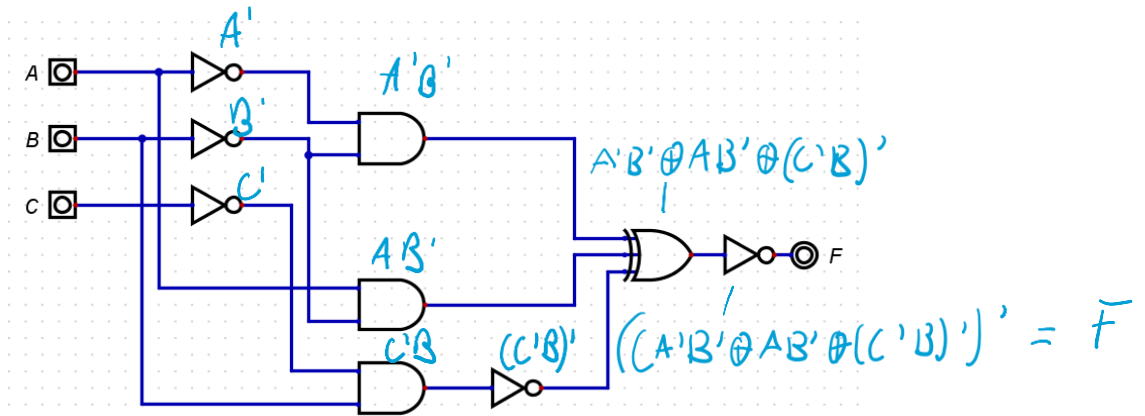 A'
A
A'B'
B
B'
A'B'⊕AB'⊕(C'B)'
C
C'
AB'
F
C'B
(C'B)'
((A'B'⊕AB'⊕(C'B)')' = F